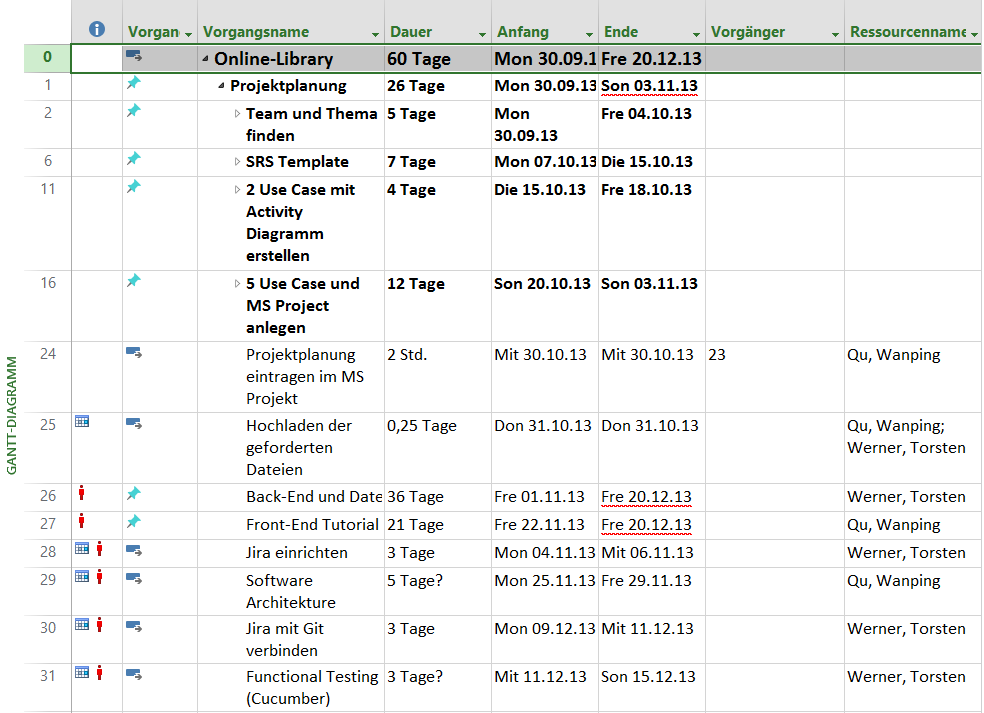 Vorgan Vorgangsname Dauer Anfang Ende Vorgänger Ressourcenname
0 Online-Library 60 Tage Mon 30.09.1 Fre 20.12.13
1 Projektplanung 26 Tage Mon 30.09.13 Son 03.11.13
2 Team und Thema 5 Tage Mon Fre 04.10.13
finden 30.09.13
6 SRS Template 7 Tage Mon 07.10.13 Die 15.10.13
11 2 Use Case mit 4 Tage Die 15.10.13 Fre 18.10.13
Activity
Diagramm
erstellen
16 5 Use Case und 12 Tage Son 20.10.13 Son 03.11.13
MS Project
anlegen
24 Projektplanung 2 Std. Mit 30.10.13 Mit 30.10.13 23 Qu, Wanping
eintragen im MS
Projekt
25 Hochladen der 0,25 Tage Don 31.10.13 Don 31.10.13 Qu, Wanping;
geforderten Werner, Torsten
Dateien
26 Back-End und Date 36 Tage Fre 01.11.13 Fre 20.12.13 Werner, Torsten
27 Front-End Tutorial 21 Tage Fre 22.11.13 Fre 20.12.13 Qu, Wanping
28 Jira einrichten 3 Tage Mon 04.11.13 Mit 06.11.13 Werner, Torsten
29 Software 5 Tage? Mon 25.11.13 Fre 29.11.13 Qu, Wanping
Architekture
30 Jira mit Git 3 Tage Mon 09.12.13 Mit 11.12.13 Werner, Torsten
verbinden
31 Functional Testing 3 Tage? Mit 11.12.13 Son 15.12.13 Werner, Torsten
(Cucumber)
GANTT-DIAGRAMM